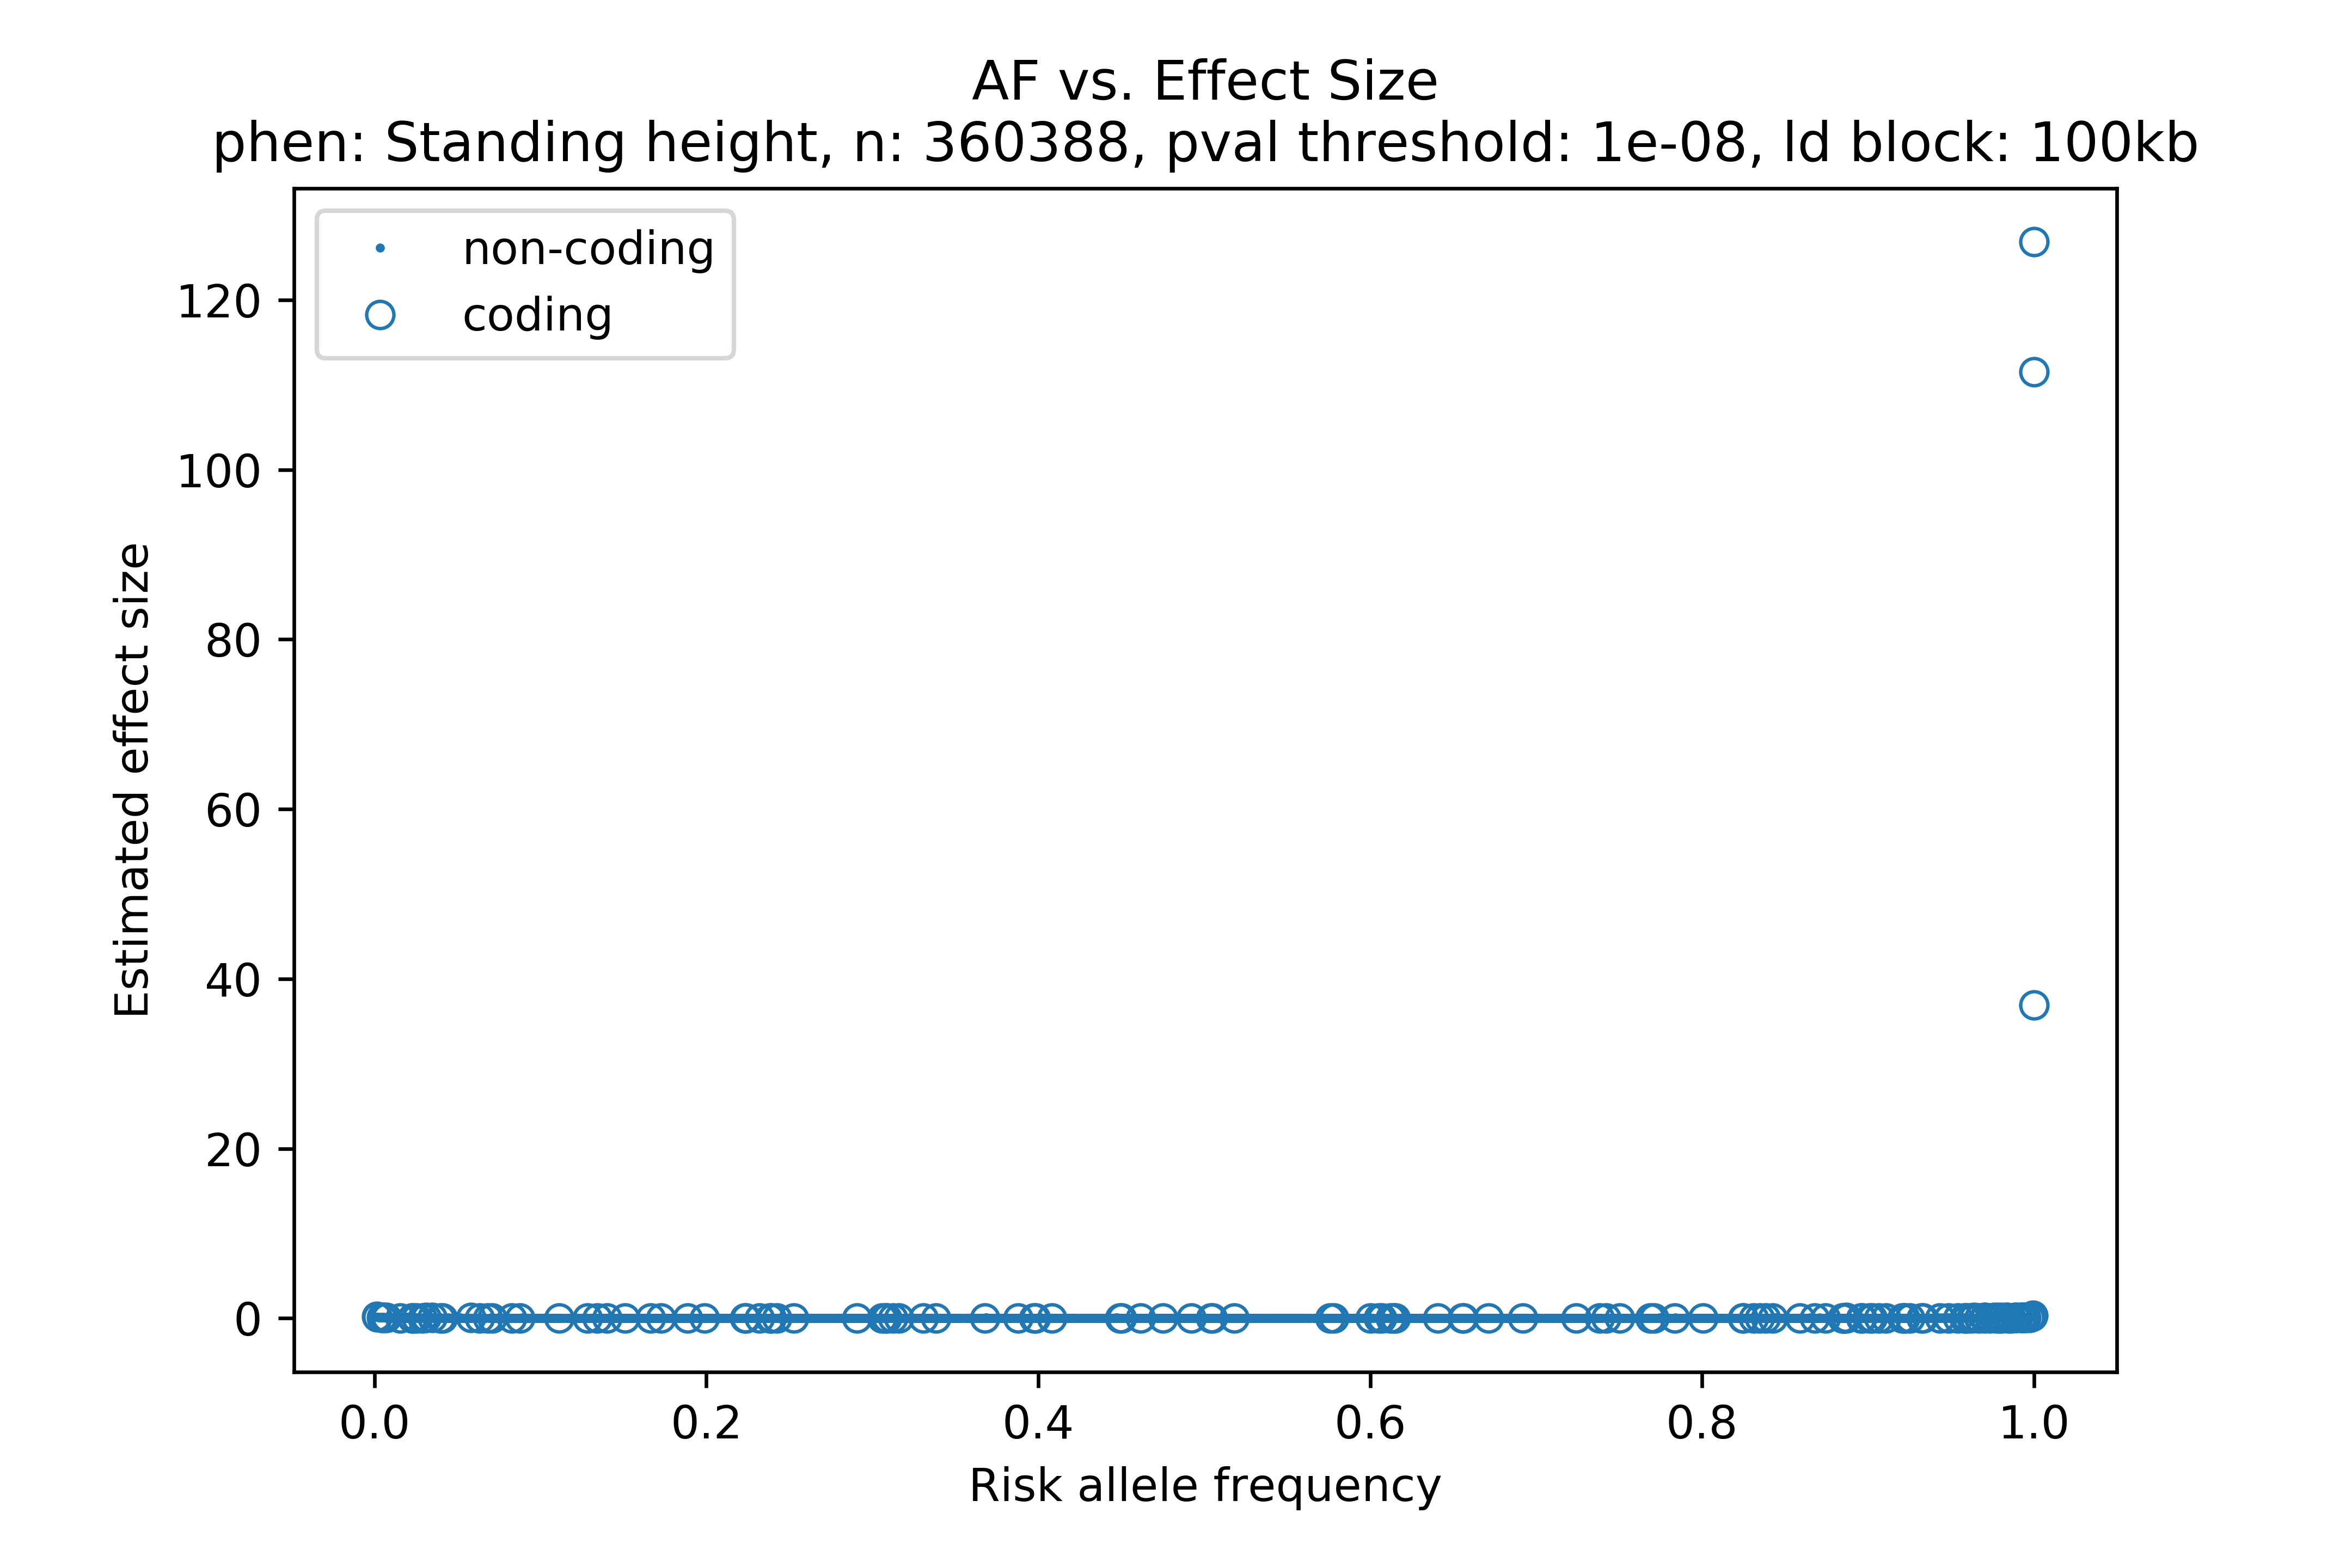 AF vs. Effect Size
phen: Standing height, n: 360388, pval threshold: 1e-08, ld block: 100kb
non-coding
coding
120
100
80
60
40
20
0
Estimated effect size
0.0 0.2 0.4 0.6 0.8 1.0
Risk allele frequency